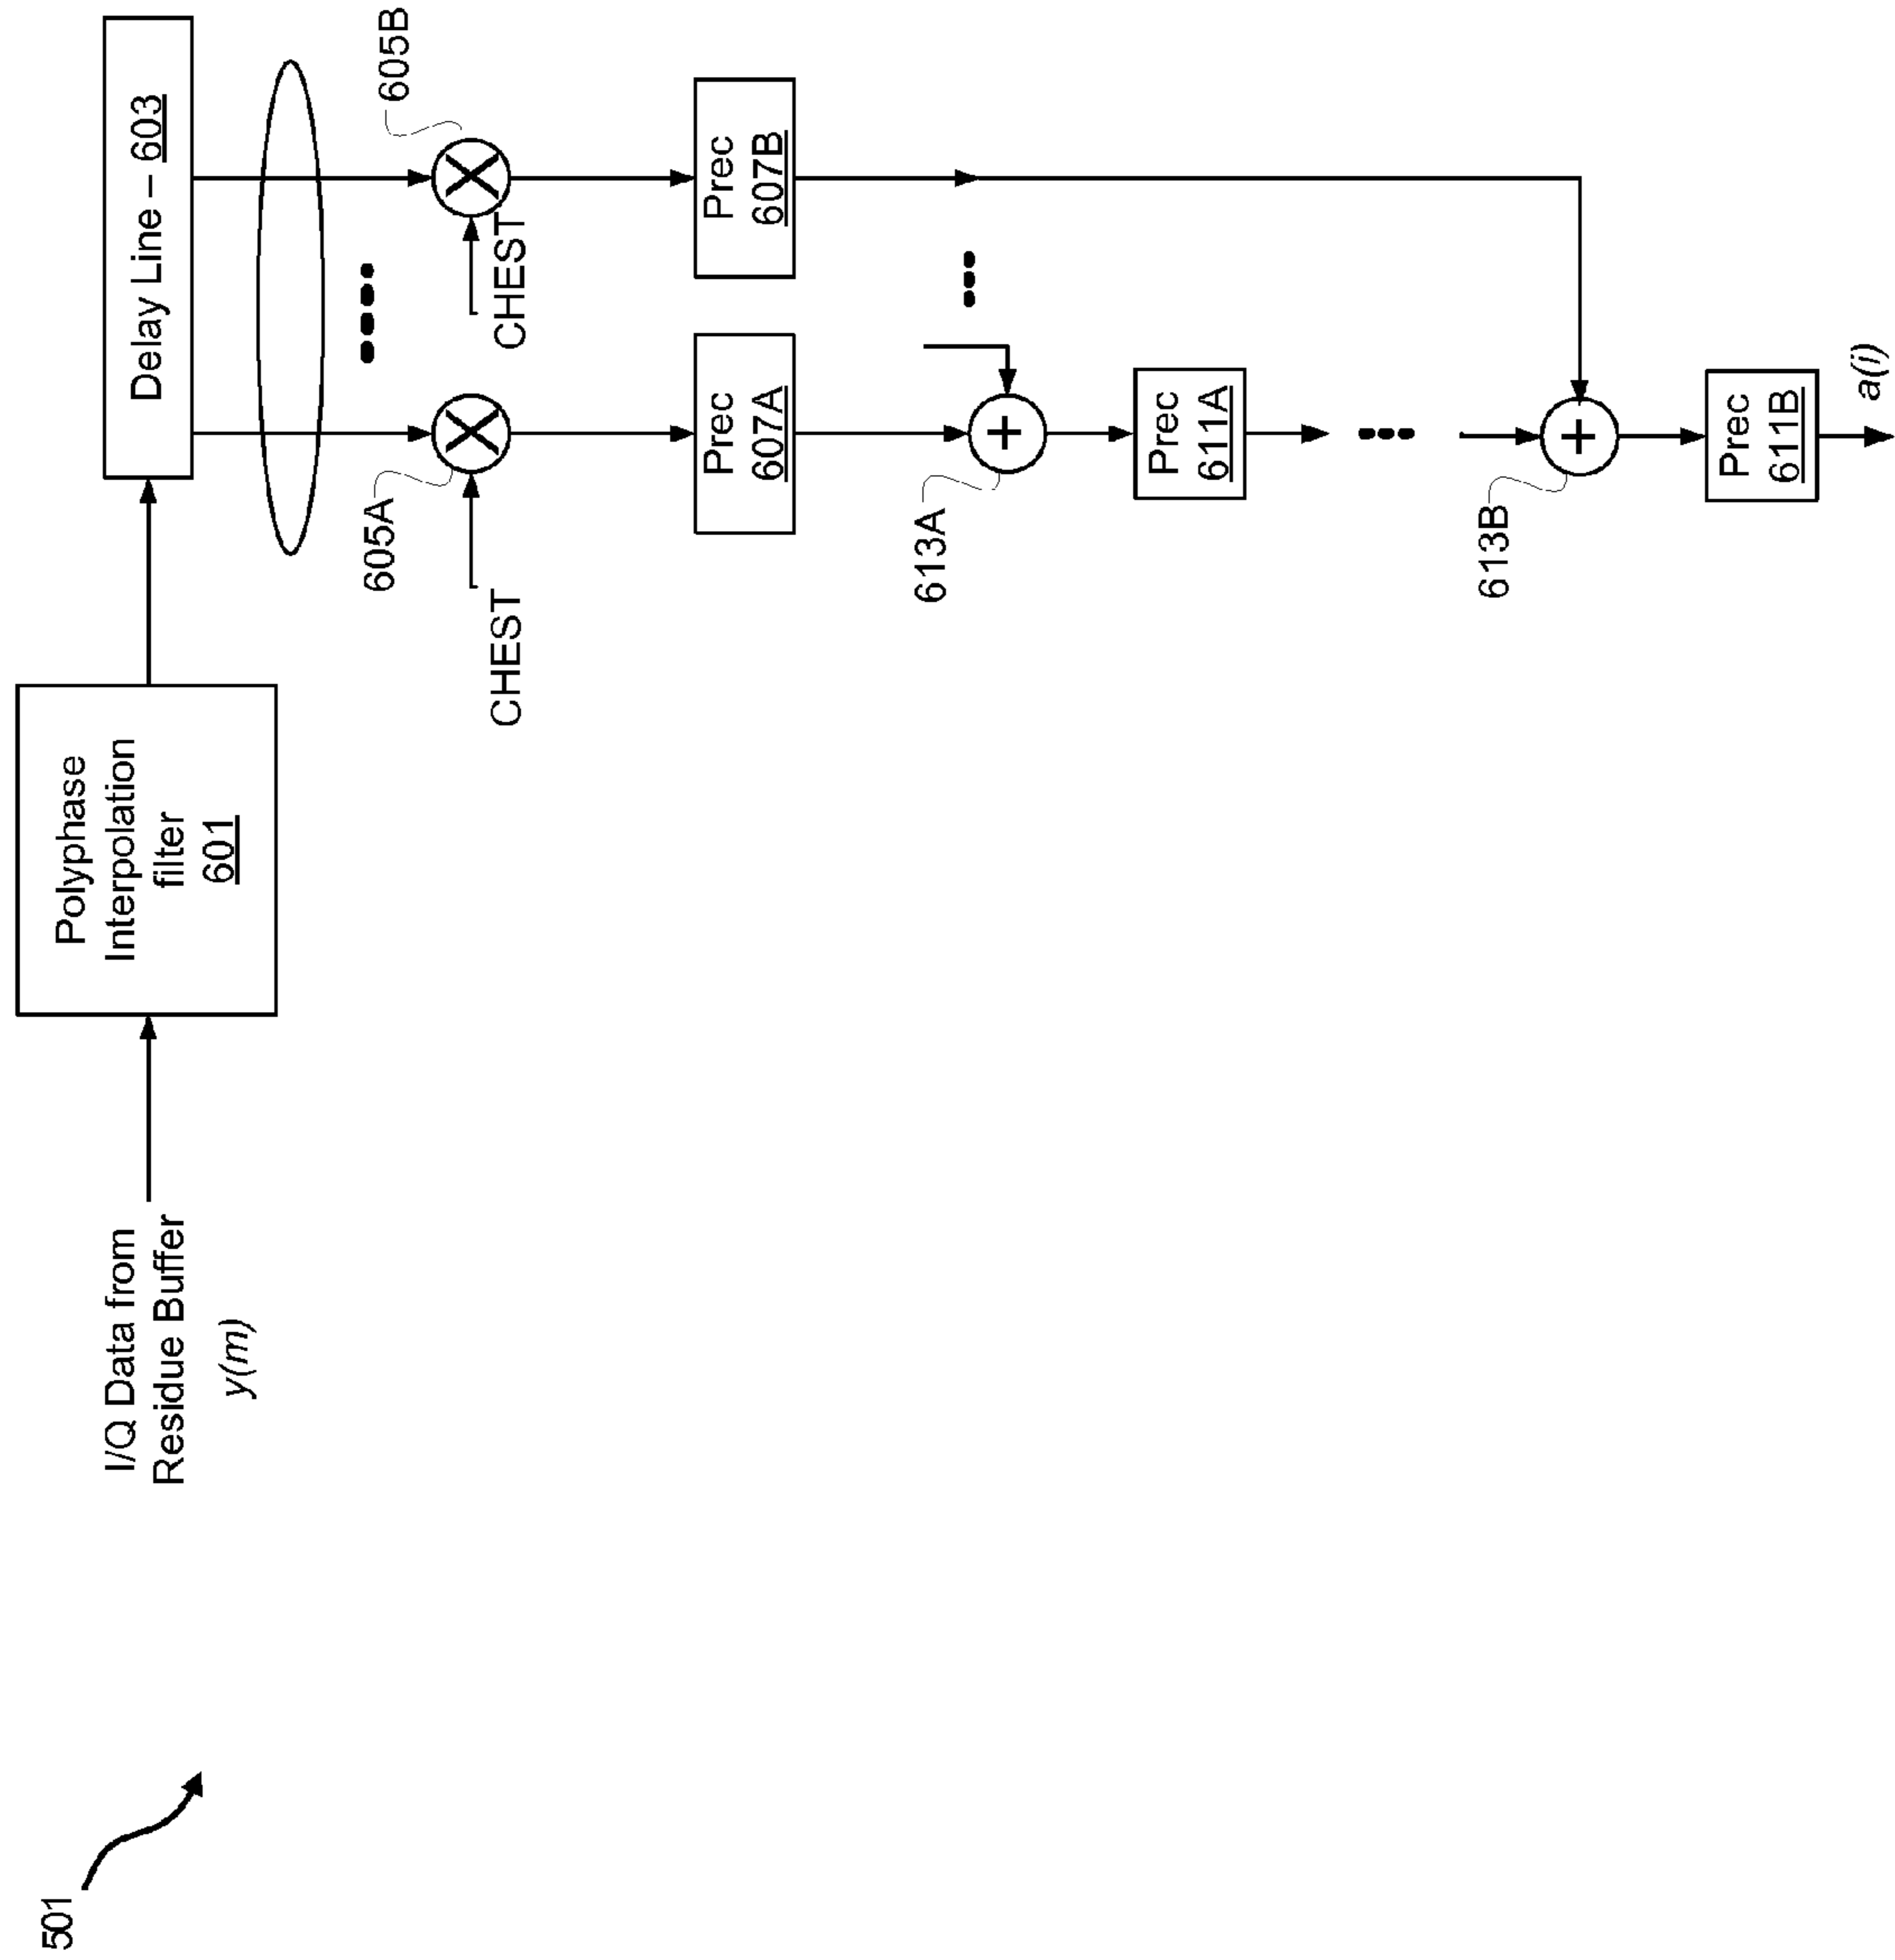 501
I/Q Data from
Residue Buffer
y(m)
Polyphase
Interpolation
filter
601
Delay Line – 603
605A
CHEST
605B
CHEST
Prec
607A
Prec
607B
613A
Prec
611A
613B
Prec
611B
a(i)